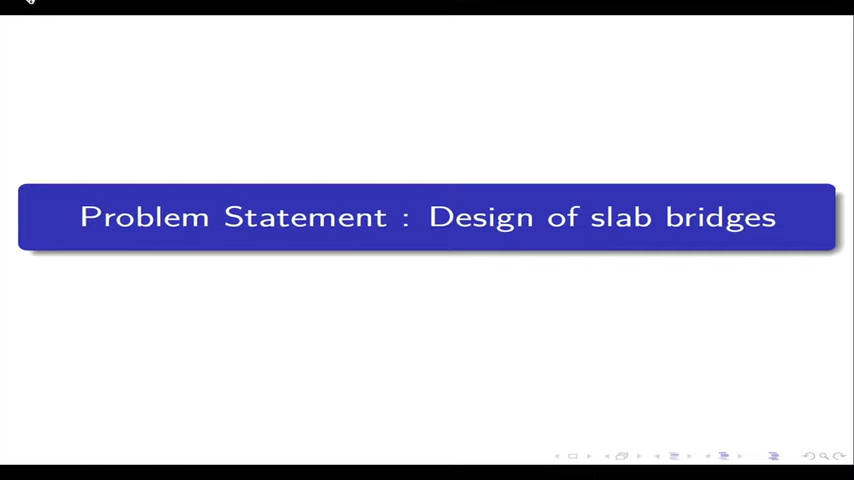 Problem Statement : Design of slab bridges